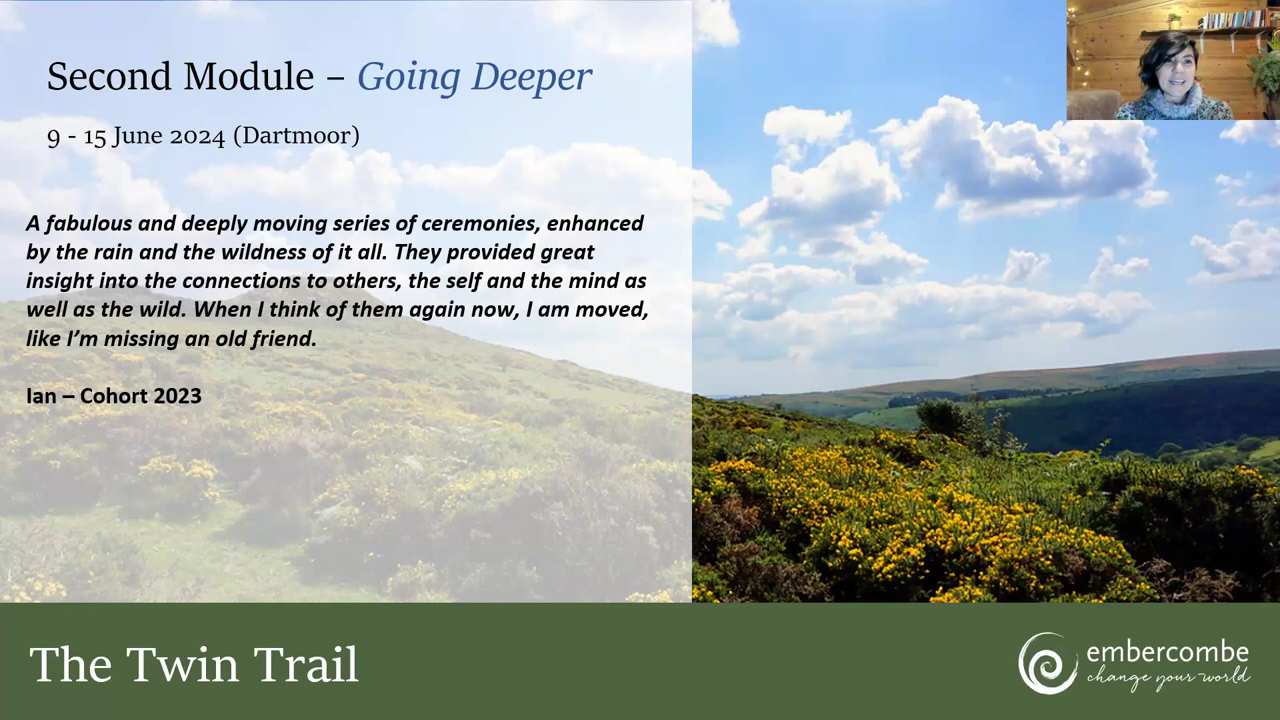 Second Module – Going Deeper
9 - 15 June 2024 (Dartmoor)
A fabulous and deeply moving series of ceremonies, enhanced
by the rain and the wildness of it all. They provided great
insight into the connections to others, the self and the mind as
well as the wild. When I think of them again now, I am moved,
like I’m missing an old friend.
Ian – Cohort 2023
The Twin Trail
embercombe
change your world